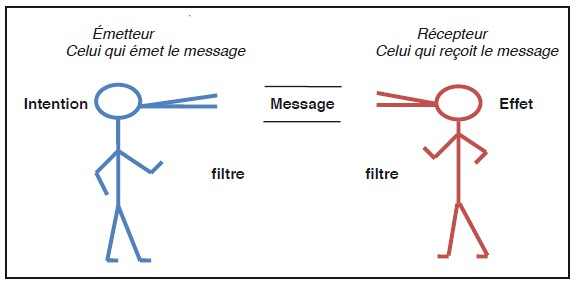 Émetteur
Celui qui émet le message
Récepteur
Celui qui reçoit le message
Intention
Message
Effet
filtre
filtre